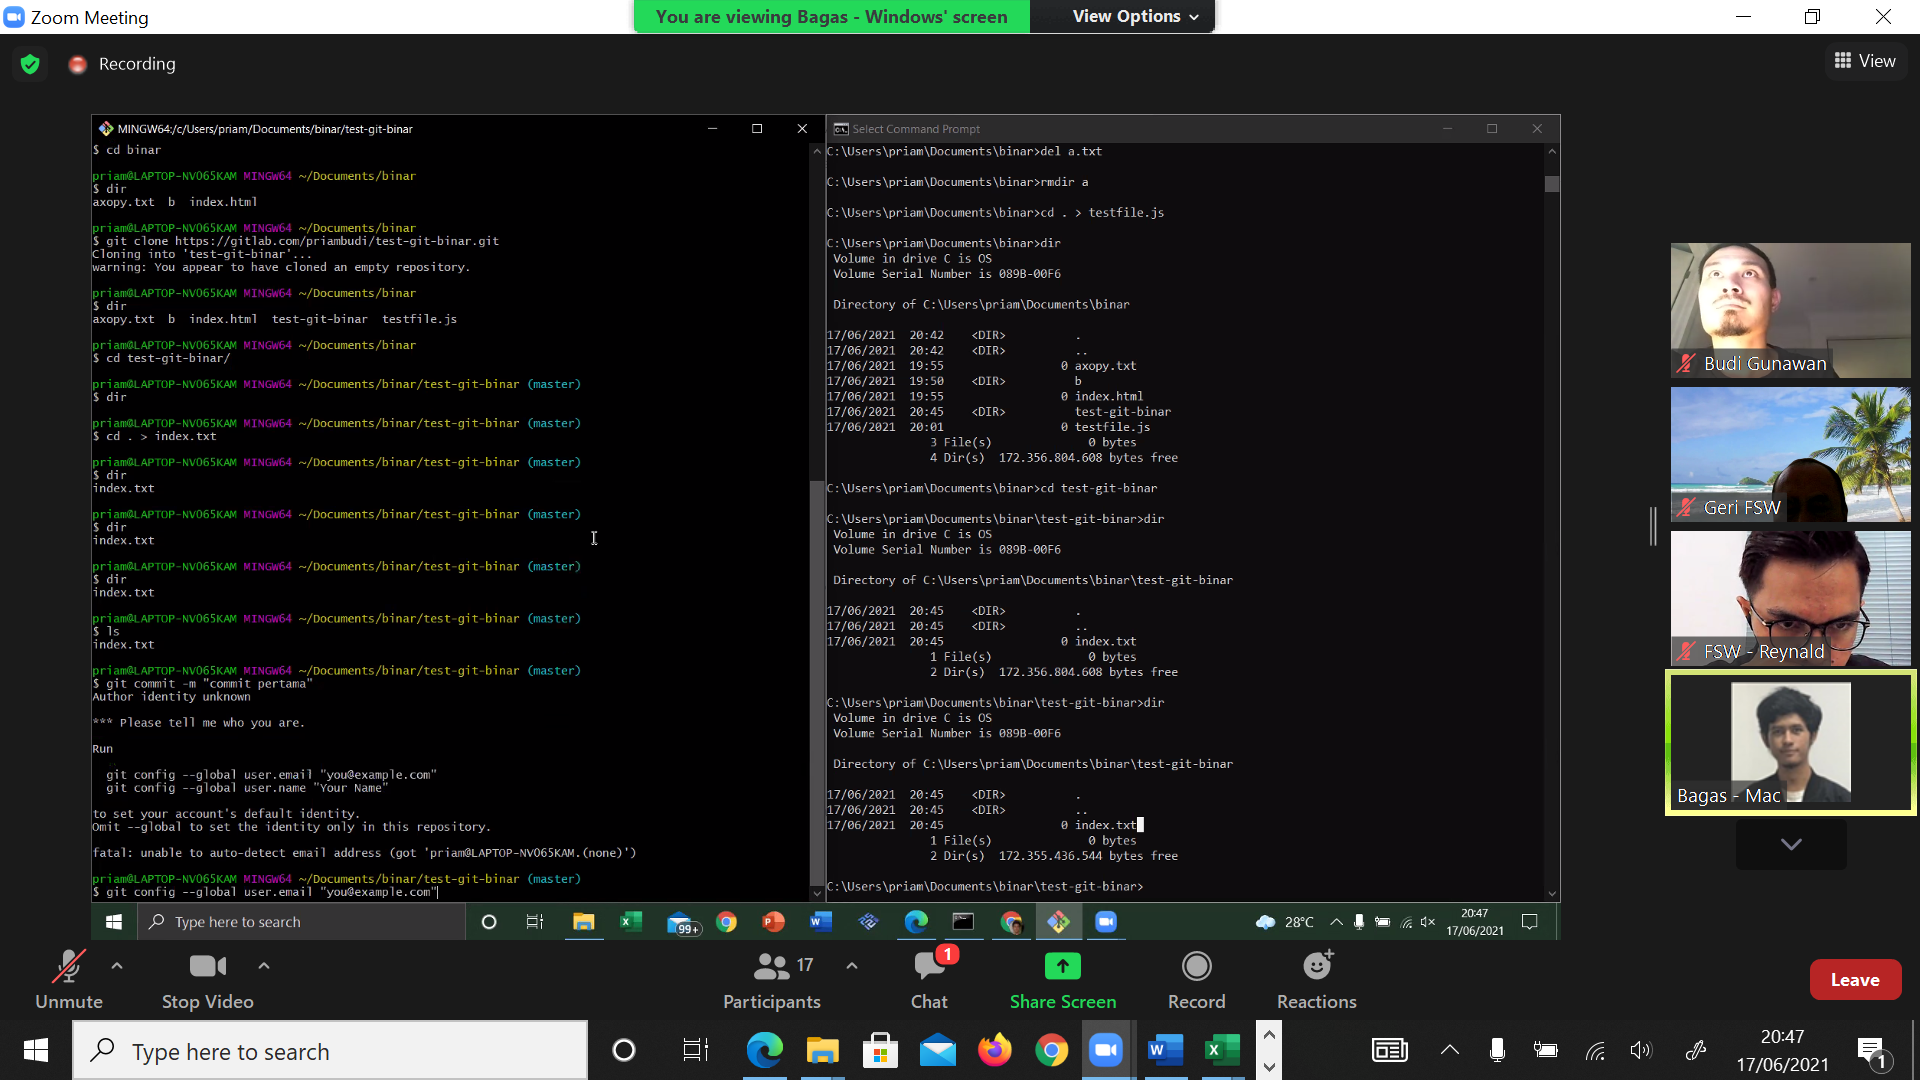 Zoom Meeting
You are viewing Bagas - Windows' screen
View Options
Recording
View
MINGW64:/c/Users/priam/Documents/binar/test-git-binar
$ cd binar
priam@LAPTOP-NVO65KAM MINGW64 ~/Documents/binar
$ dir
axopy.txt  b  index.html
priam@LAPTOP-NVO65KAM MINGW64 ~/Documents/binar
$ git clone https://gitlab.com/priambudi/test-git-binar.git
Cloning into 'test-git-binar'...
warning: You appear to have cloned an empty repository.
priam@LAPTOP-NVO65KAM MINGW64 ~/Documents/binar
$ dir
axopy.txt  b  index.html  test-git-binar  testfile.js
priam@LAPTOP-NVO65KAM MINGW64 ~/Documents/binar
$ cd test-git-binar/
priam@LAPTOP-NVO65KAM MINGW64 ~/Documents/binar/test-git-binar (master)
$ dir
priam@LAPTOP-NVO65KAM MINGW64 ~/Documents/binar/test-git-binar (master)
$ cd . > index.txt
priam@LAPTOP-NVO65KAM MINGW64 ~/Documents/binar/test-git-binar (master)
$ dir
index.txt
priam@LAPTOP-NVO65KAM MINGW64 ~/Documents/binar/test-git-binar (master)
$ dir
index.txt
priam@LAPTOP-NVO65KAM MINGW64 ~/Documents/binar/test-git-binar (master)
$ dir
index.txt
priam@LAPTOP-NVO65KAM MINGW64 ~/Documents/binar/test-git-binar (master)
$ ls
index.txt
priam@LAPTOP-NVO65KAM MINGW64 ~/Documents/binar/test-git-binar (master)
$ git commit -m "commit pertama"
Author identity unknown
*** Please tell me who you are.
Run
git config --global user.email "you@example.com"
git config --global user.name "Your Name"
to set your account's default identity.
Omit --global to set the identity only in this repository.
fatal: unable to auto-detect email address (got 'priam@LAPTOP-NVO65KAM.(none)')
priam@LAPTOP-NVO65KAM MINGW64 ~/Documents/binar/test-git-binar (master)
$ git config --global user.email "you@example.com"
Select Command Prompt
C:\Users\priam\Documents\binar>del a.txt
C:\Users\priam\Documents\binar>rmdir a
C:\Users\priam\Documents\binar>cd . > testfile.js
C:\Users\priam\Documents\binar>dir
Volume in drive C is OS
Volume Serial Number is 089B-00F6
Directory of C:\Users\priam\Documents\binar
17/06/2021  20:42    <DIR>          .
17/06/2021  20:42    <DIR>          ..
17/06/2021  19:55                 0 axopy.txt
17/06/2021  19:50    <DIR>          b
17/06/2021  19:55                 0 index.html
17/06/2021  20:45    <DIR>          test-git-binar
17/06/2021  20:01                 0 testfile.js
3 File(s)              0 bytes
4 Dir(s)  172.356.804.608 bytes free
C:\Users\priam\Documents\binar>cd test-git-binar
C:\Users\priam\Documents\binar\test-git-binar>dir
Volume in drive C is OS
Volume Serial Number is 089B-00F6
Directory of C:\Users\priam\Documents\binar\test-git-binar
17/06/2021  20:45    <DIR>          .
17/06/2021  20:45    <DIR>          ..
17/06/2021  20:45                 0 index.txt
1 File(s)              0 bytes
2 Dir(s)  172.356.804.608 bytes free
C:\Users\priam\Documents\binar\test-git-binar>dir
Volume in drive C is OS
Volume Serial Number is 089B-00F6
Directory of C:\Users\priam\Documents\binar\test-git-binar
17/06/2021  20:45    <DIR>          .
17/06/2021  20:45    <DIR>          ..
17/06/2021  20:45                 0 index.txt
1 File(s)              0 bytes
2 Dir(s)  172.355.436.544 bytes free
C:\Users\priam\Documents\binar\test-git-binar>
Budi Gunawan
Geri FSW
FSW - Reynald
Bagas - Mac
Type here to search
99+
28°C
20:47
17/06/2021
Unmute
Stop Video
17
Participants
1
Chat
Share Screen
Record
Reactions
Leave
Type here to search
20:47
17/06/2021
1